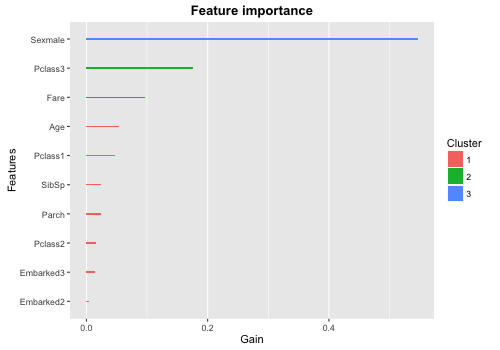 Feature importance
Features
Sexmale
Pclass3
Fare
Age
Pclass1
SibSp
Parch
Pclass2
Embarked3
Embarked2
0.0 0.2 0.4
Gain
Cluster
1
2
3